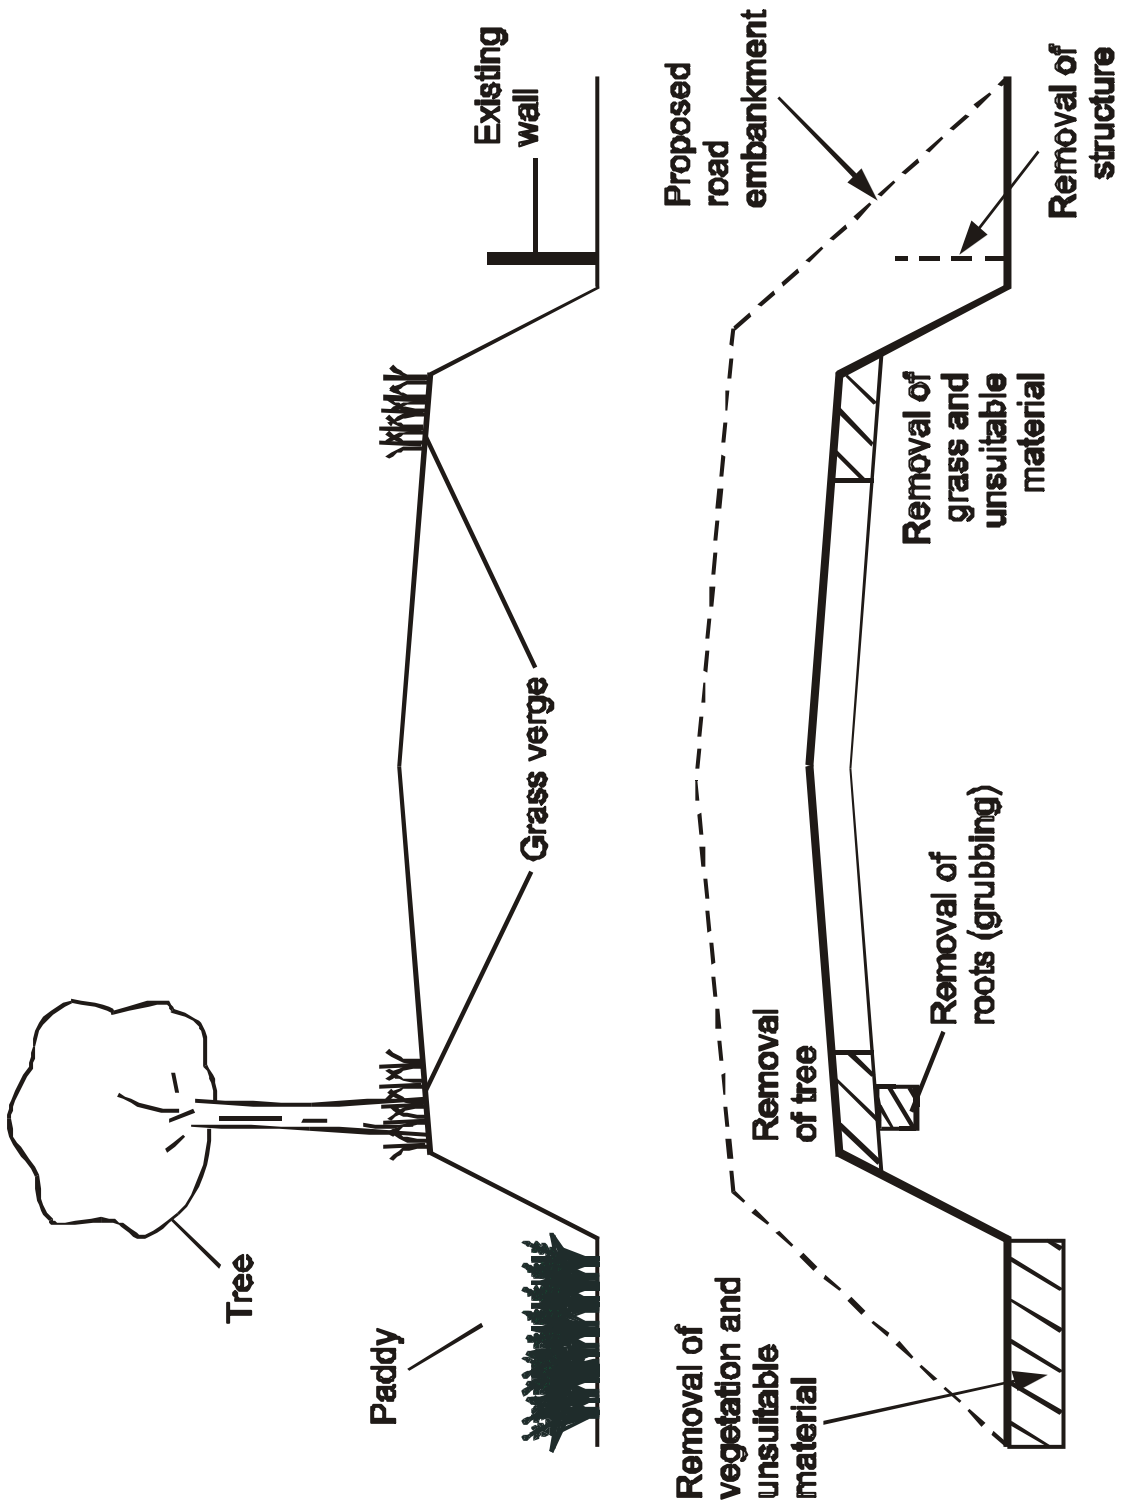 Tree
Paddy
Grass verge
Existing
wall
Removal of
vegetation and
unsuitable
material
Removal
of tree
Removal of
roots (grubbing)
Removal of
grass and
unsuitable
material
Proposed
road
embankment
Removal of
structure